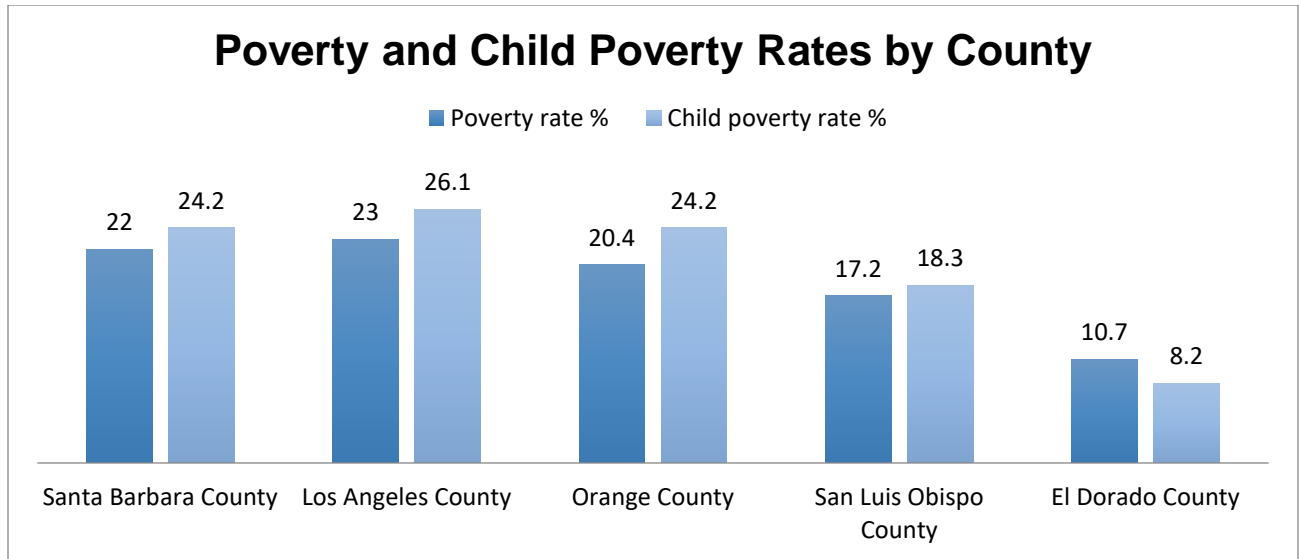 Poverty and Child Poverty Rates by County
Poverty rate % Child poverty rate %
22 24.2 23 26.1 20.4 24.2 17.2 18.3 10.7 8.2
Santa Barbara County Los Angeles County Orange County San Luis Obispo El Dorado County
County